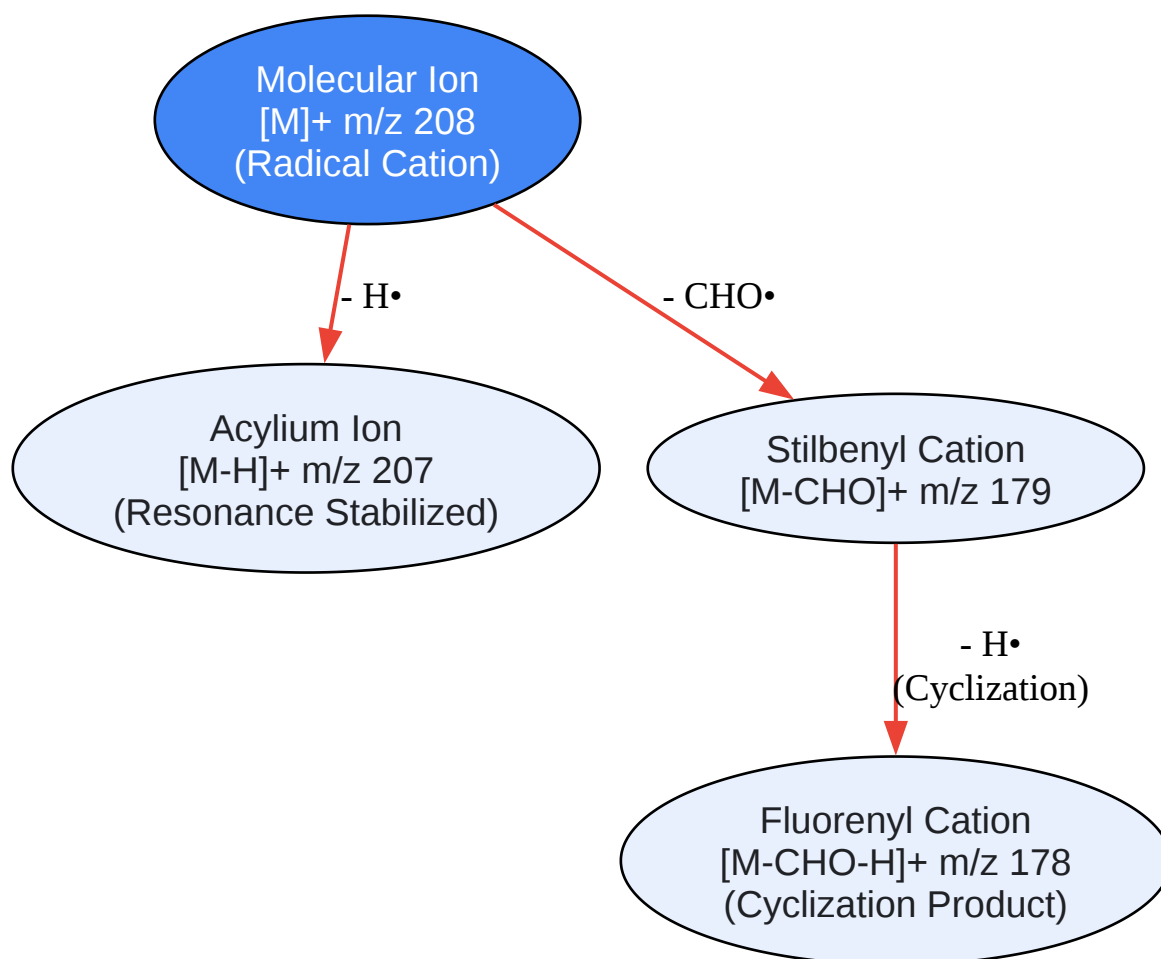 Molecular Ion
[M]+ m/z 208
(Radical Cation)
- H•
- CHO•
Acylium Ion
[M-H]+ m/z 207
(Resonance Stabilized)
Stilbenyl Cation
[M-CHO]+ m/z 179
- H•
(Cyclization)
Fluorenyl Cation
[M-CHO-H]+ m/z 178
(Cyclization Product)